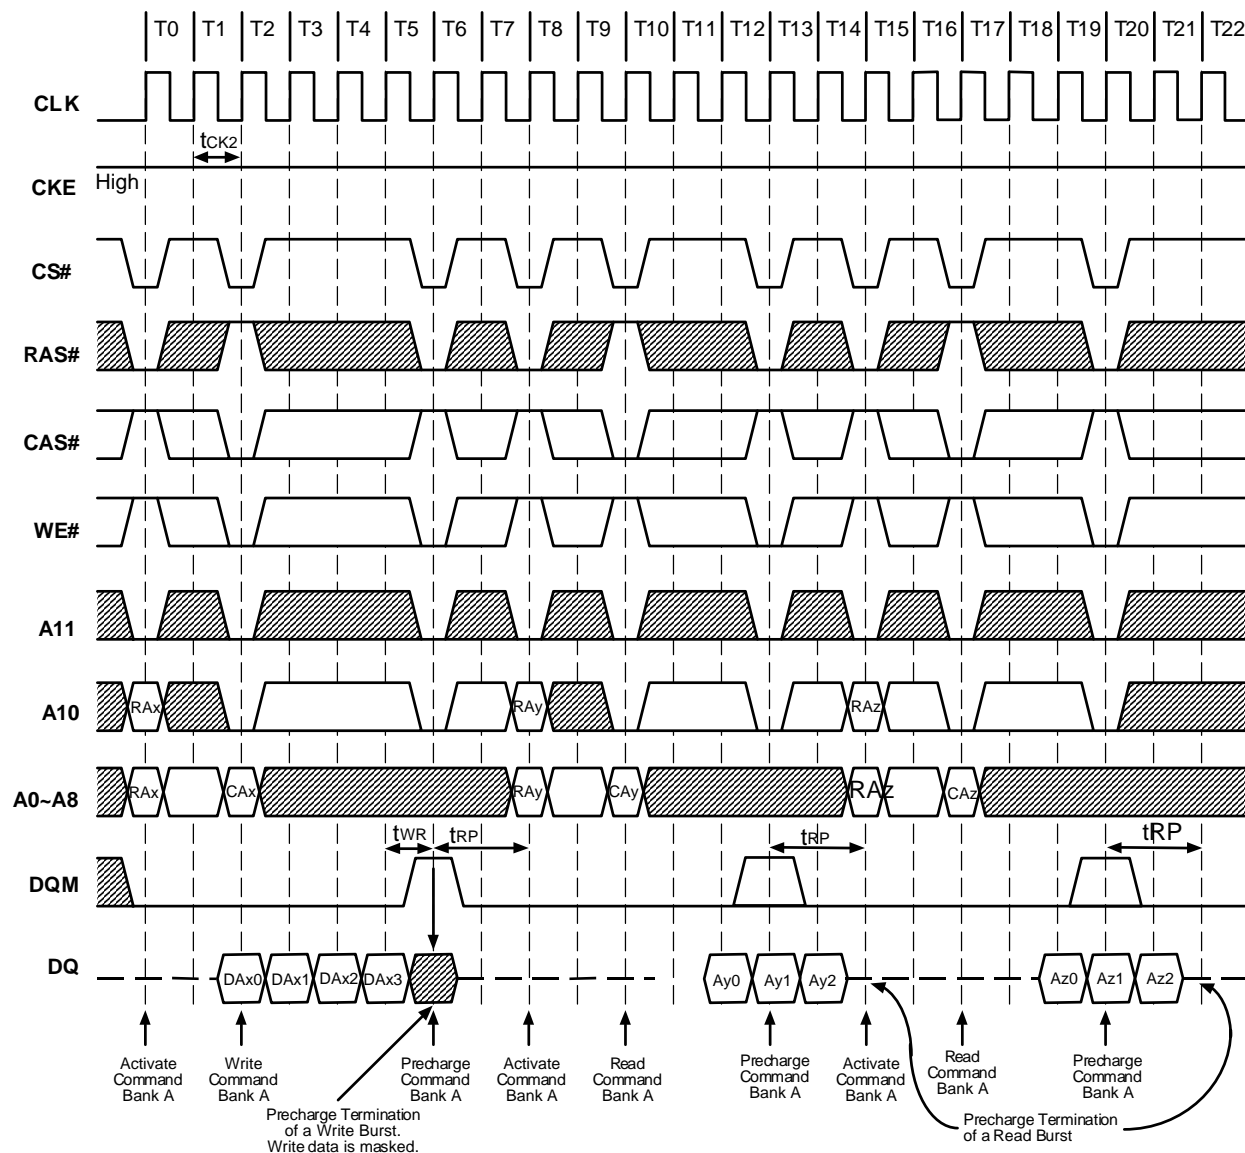 T0 T1 T2 T3 T4 T5 T6 T7 T8 T9 T10 T11 T12 T13 T14 T15 T16 T17 T18 T19 T20 T21 T22
CLK
tCK2
High
CKE
CS#
RAS#
CAS#
WE#
A11
A10
RAx RAy RAz
A0~A8
RAx CAx RAy CAy RAz CAz
tWR tRP tRP tRP
DQM
DQ
DAx0 DAx1 DAx2 DAx3 Ay0 Ay1 Ay2 Az0 Az1 Az2
Activate
Command
Bank A
Write
Command
Bank A
Precharge
Command
Bank A
Activate
Command
Bank A
Read
Command
Bank A
Precharge
Command
Bank A
Activate
Command
Bank A
Read
Command
Bank A
Precharge
Command
Bank A
Precharge Termination
of a Write Burst.
Write data is masked.
Precharge Termination
of a Read Burst